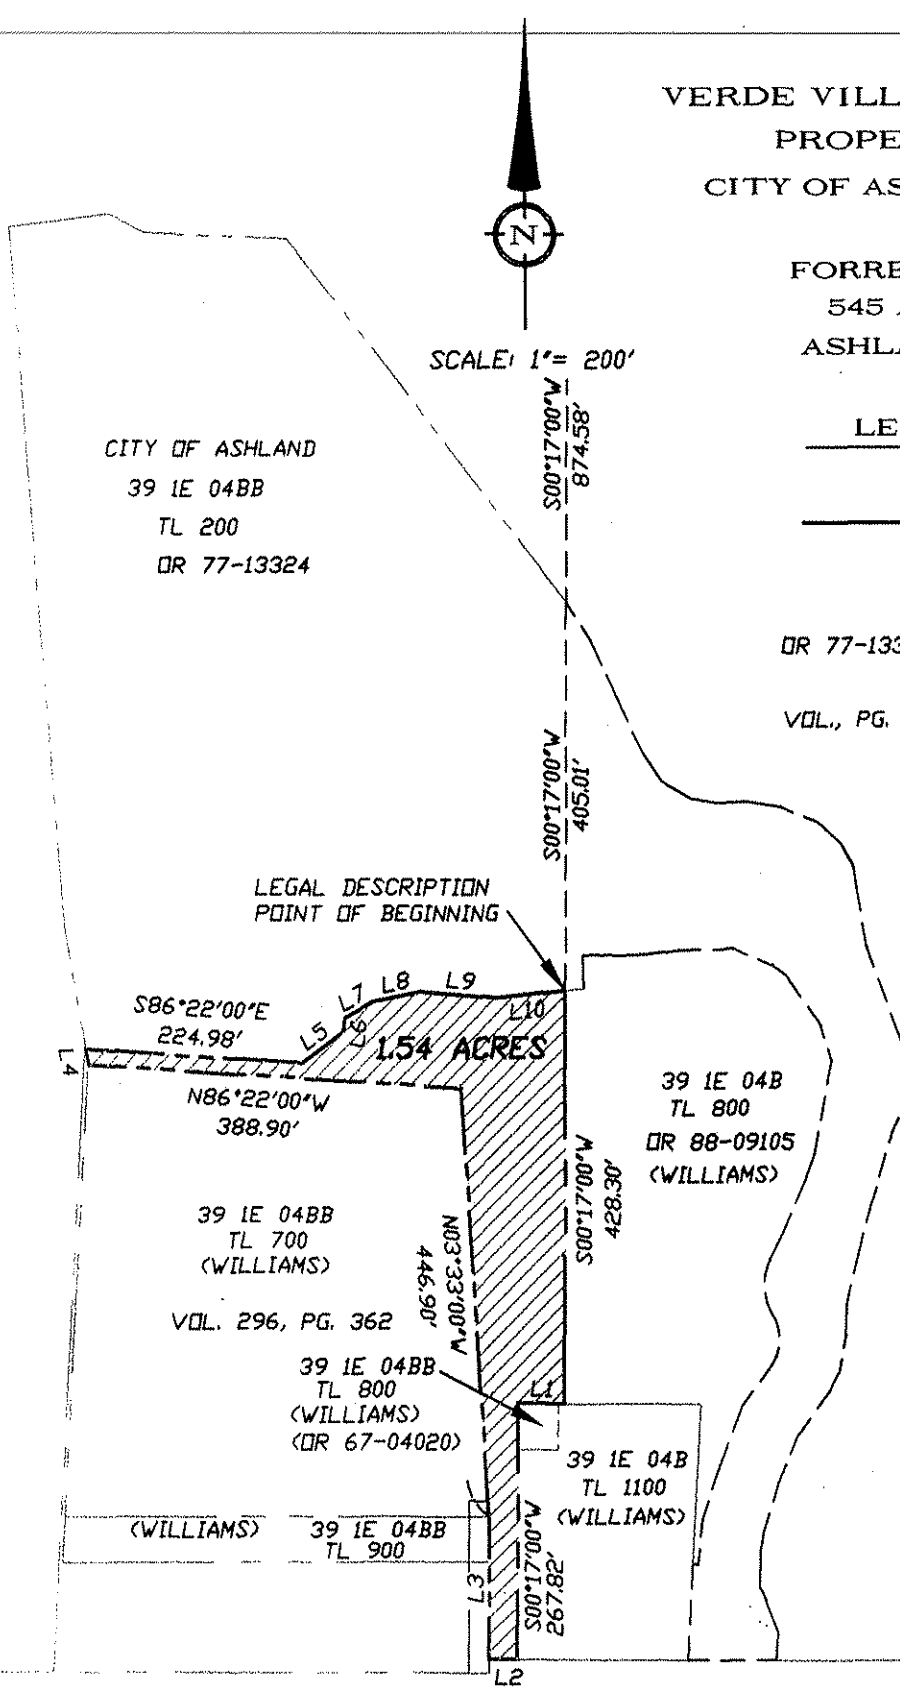 VERDE VILL
PROPE
CITY OF AS
N
FORRE
545
ASHLA
SCALE: 1"= 200'
S00°17'00"W
874.58'
LE
CITY OF ASHLAND
39 1E 04BB
TL 200
OR 77-13324
OR 77-133
VOL., PG.
S00°17'00"W
405.01'
LEGAL DESCRIPTION
POINT OF BEGINNING
L4
S86°22'00"E
224.98'
L5
L6
L7
L8
L9
L10
1.54 ACRES
N86°22'00"W
388.90'
39 1E 04B
TL 800
OR 88-09105
(WILLIAMS)
S00°17'00"W
428.30'
39 1E 04BB
TL 700
(WILLIAMS)
VOL. 296, PG. 362
N03°33'00"W
446.90'
39 1E 04BB
TL 800
(WILLIAMS)
(OR 67-04020)
L1
39 1E 04B
TL 1100
(WILLIAMS)
(WILLIAMS)
39 1E 04BB
TL 900
L3
S00°17'00"W
267.82'
L2